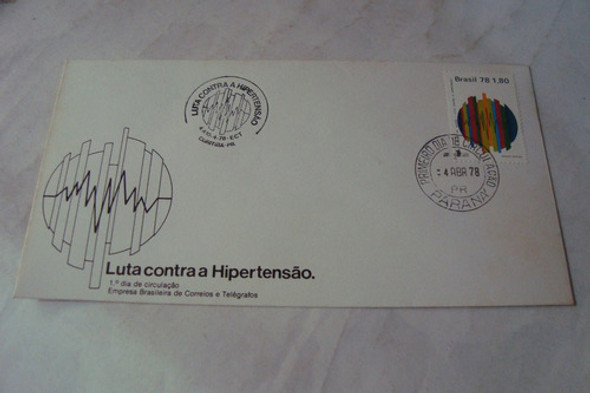 LUTA CONTRA A HIPERTENSÃO
CURITIBA-PR.
Brasil 78 1,80
PRIMEIRO DIA CIRCULAÇÃO
4 ABR 78
PR
PARANÁ
Luta contra a Hipertensão.
1.º dia de circulação
Empresa Brasileira de Correios e Telégrafos